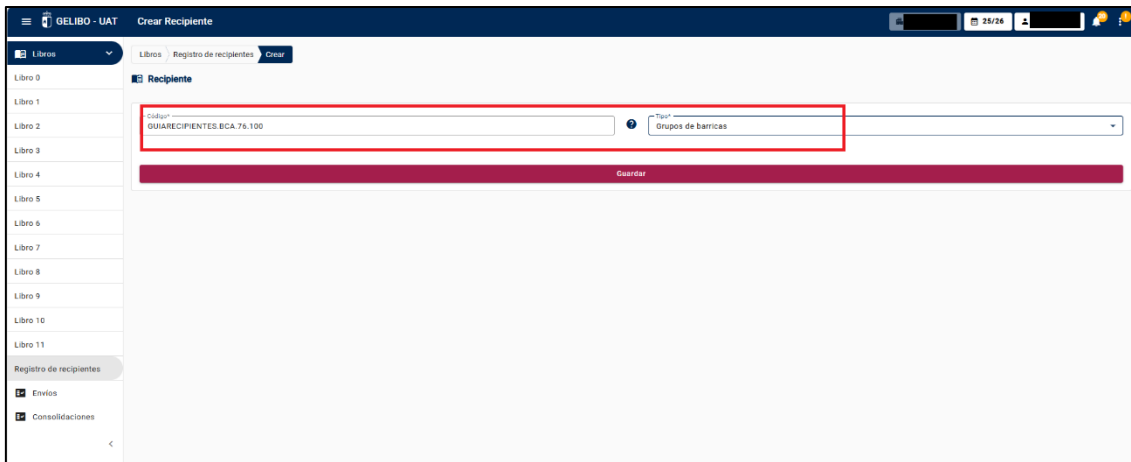 GELIBO - UAT
Crear Recipiente
25/26
Libros
Libros
Registro de recipientes
Crear
Recipiente
Libro 0
Libro 1
Libro 2
Libro 3
Libro 4
Libro 5
Libro 6
Libro 7
Libro 8
Libro 9
Libro 10
Libro 11
Registro de recipientes
Envíos
Consolidaciones
Código*
GUIARECIPIENTES.BCA.76.100
Tipo*
Grupos de barricas
Guardar